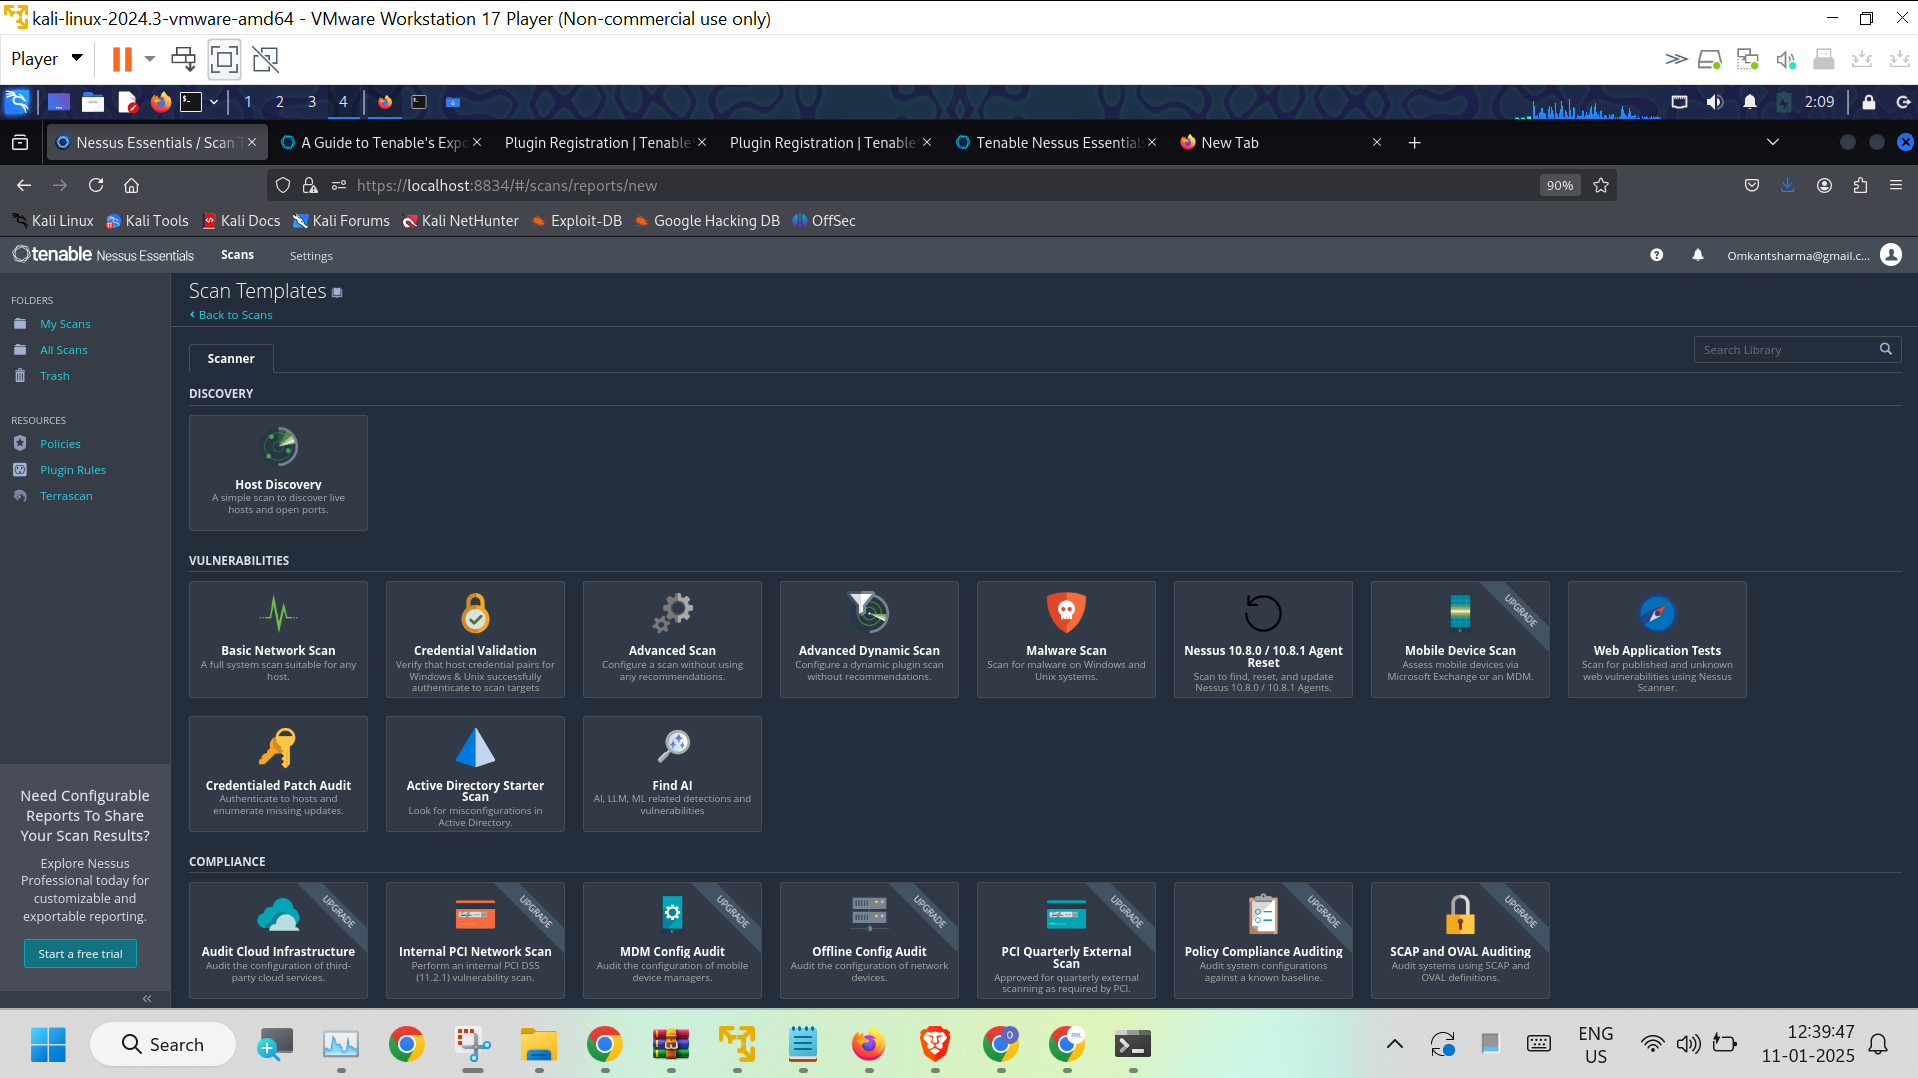 kali-linux-2024.3-vmware-amd64 - VMware Workstation 17 Player (Non-commercial use only)
Player
1 2 3 4
2:09
Nessus Essentials / Scan T
A Guide to Tenable's Expo
Plugin Registration | Tenable
Plugin Registration | Tenable
Tenable Nessus Essential
New Tab
https://localhost:8834/#/scans/reports/new
90%
Kali Linux
Kali Tools
Kali Docs
Kali Forums
Kali NetHunter
Exploit-DB
Google Hacking DB
OffSec
tenable Nessus Essentials
Scans
Settings
Omkantsharma@gmail.c...
FOLDERS
My Scans
All Scans
Trash
RESOURCES
Policies
Plugin Rules
Terrascan
Need Configurable
Reports To Share
Your Scan Results?
Explore Nessus
Professional today for
customizable and
exportable reporting.
Start a free trial
Scan Templates
Back to Scans
Scanner
Search Library
DISCOVERY
Host Discovery
A simple scan to discover live
hosts and open ports.
VULNERABILITIES
Basic Network Scan
A full system scan suitable for any
host.
Credential Validation
Verify that host credential pairs for
Windows & Unix successfully
authenticate to scan targets
Advanced Scan
Configure a scan without using
any recommendations.
Advanced Dynamic Scan
Configure a dynamic plugin scan
without recommendations.
Malware Scan
Scan for malware on Windows and
Unix systems.
Nessus 10.8.0 / 10.8.1 Agent
Reset
Scan to find, reset, and update
Nessus 10.8.0 / 10.8.1 Agents.
UPGRADE
Mobile Device Scan
Assess mobile devices via
Microsoft Exchange or an MDM.
Web Application Tests
Scan for published and unknown
web vulnerabilities using Nessus
Scanner.
Credentialed Patch Audit
Authenticate to hosts and
enumerate missing updates.
Active Directory Starter
Scan
Look for misconfigurations in
Active Directory.
Find AI
AI, LLM, ML related detections and
vulnerabilities
COMPLIANCE
UPGRADE
Audit Cloud Infrastructure
Audit the configuration of third-
party cloud services.
UPGRADE
Internal PCI Network Scan
Perform an internal PCI DSS
(11.2.1) vulnerability scan.
UPGRADE
MDM Config Audit
Audit the configuration of mobile
device managers.
UPGRADE
Offline Config Audit
Audit the configuration of network
devices.
UPGRADE
PCI Quarterly External
Scan
Approved for quarterly external
scanning as required by PCI.
UPGRADE
Policy Compliance Auditing
Audit system configurations
against a known baseline.
UPGRADE
SCAP and OVAL Auditing
Audit systems using SCAP and
OVAL definitions.
Search
ENG
US
12:39:47
11-01-2025